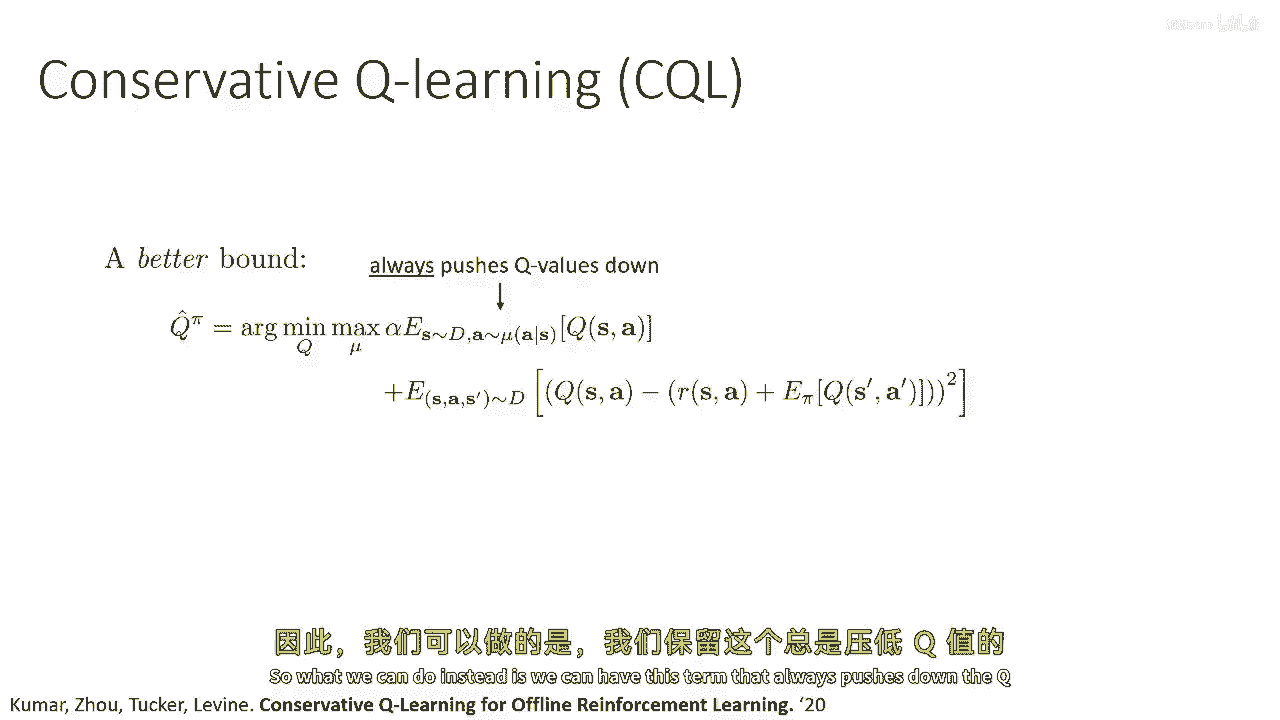 Conservative Q-learning (CQL)
A better bound:
always pushes Q-values down
$\hat{Q}^{\pi} = \arg\min_{Q} \max_{\mu} \alpha E_{\mathbf{s}\sim D, \mathbf{a}\sim\mu(\mathbf{a}|\mathbf{s})}[Q(\mathbf{s}, \mathbf{a})]$
$+E_{(\mathbf{s},\mathbf{a},\mathbf{s}')\sim D}\left[(Q(\mathbf{s}, \mathbf{a}) - (r(\mathbf{s}, \mathbf{a}) + E_{\pi}[Q(\mathbf{s}', \mathbf{a}')]))^2\right]$
因此，我们可以做的是，我们保留这个总是压低 Q 值的
So what we can do instead is we can have this term that always pushes down the Q
Kumar, Zhou, Tucker, Levine. Conservative Q-Learning for Offline Reinforcement Learning. ‘20